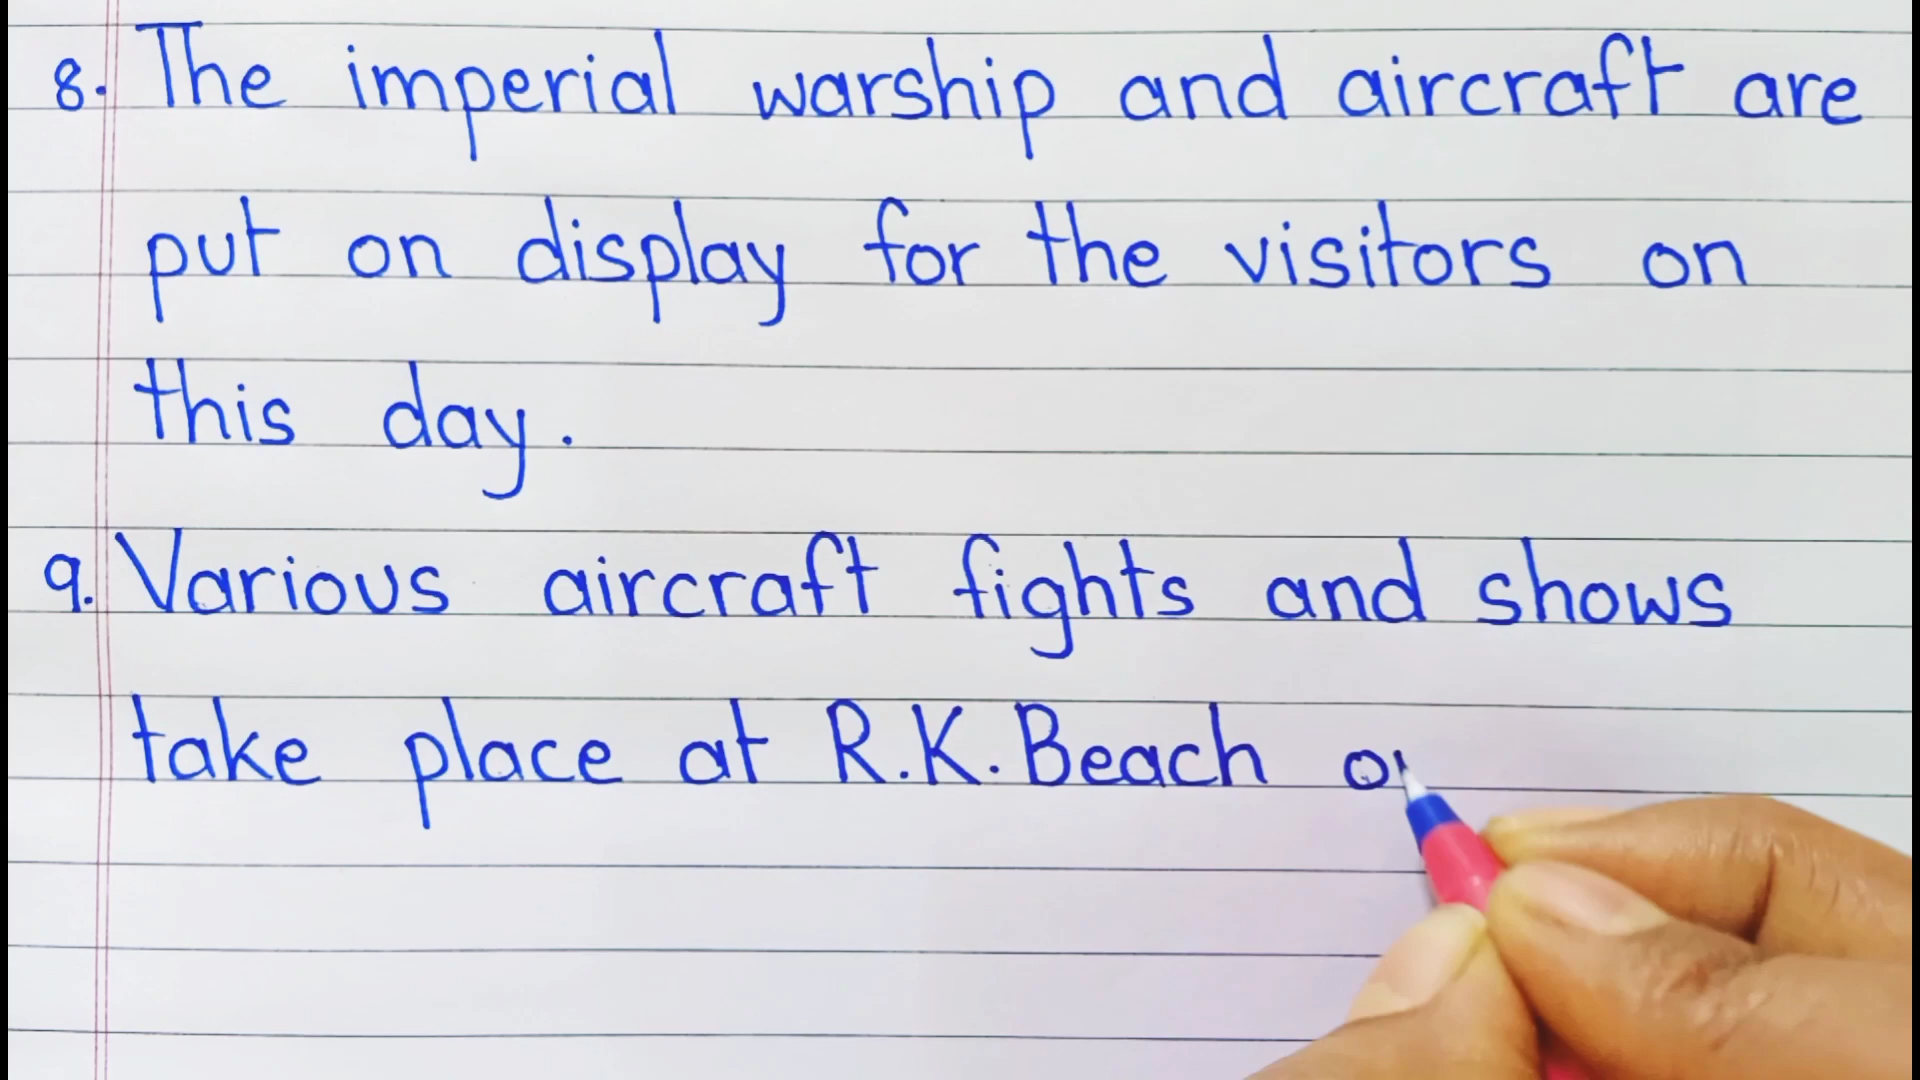 8. The imperial warship and aircraft are
put on display for the visitors on
this day.
9. Various aircraft fights and shows
take place at R.K. Beach